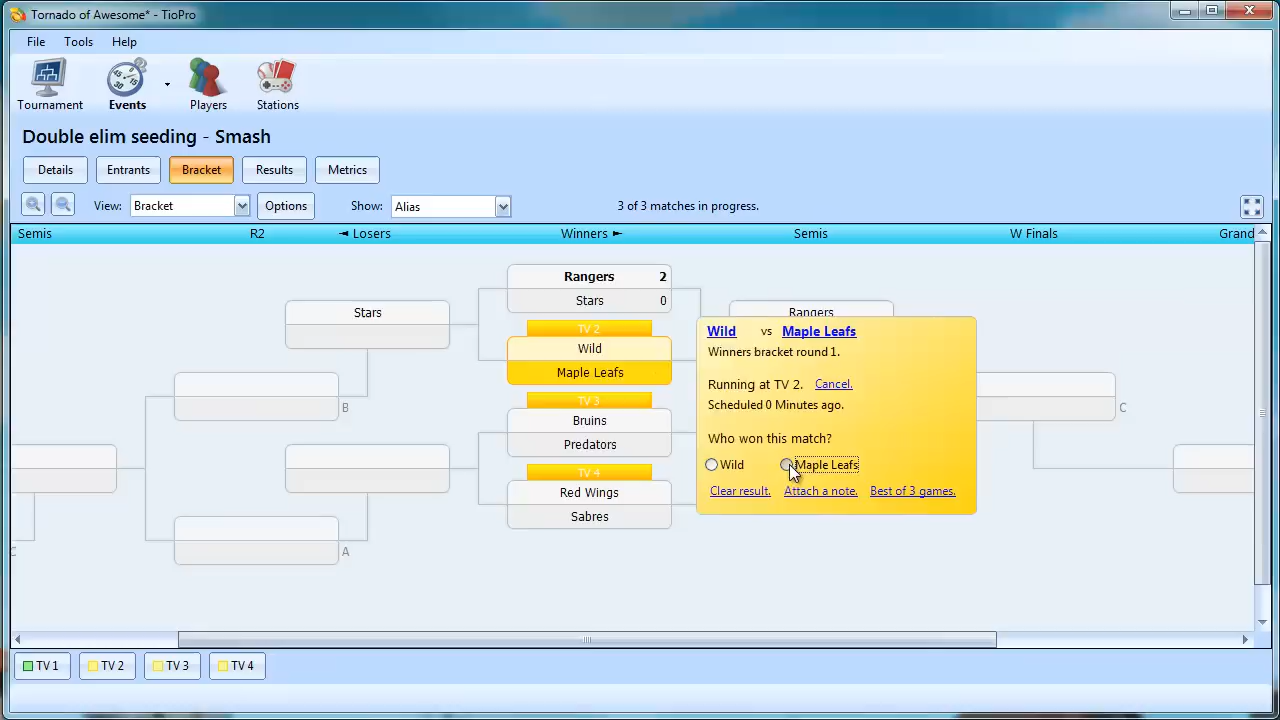 Tornado of Awesome* - TioPro
File Tools Help
Tournament Events Players Stations
Double elim seeding - Smash
Details Entrants Bracket Results Metrics
View: Bracket Options Show: Alias 3 of 3 matches in progress.
Semis R2 ◄ Losers Winners ► Semis W Finals Grand
Rangers 2
Stars 0
Stars
Rangers
TV 2
Wild
Maple Leafs
TV 3
Bruins
Predators
TV 4
Red Wings
Sabres
B
A
C
C
Wild vs Maple Leafs
Winners bracket round 1.
Running at TV 2. Cancel.
Scheduled 0 Minutes ago.
Who won this match?
Wild Maple Leafs
Clear result. Attach a note. Best of 3 games.
TV 1 TV 2 TV 3 TV 4